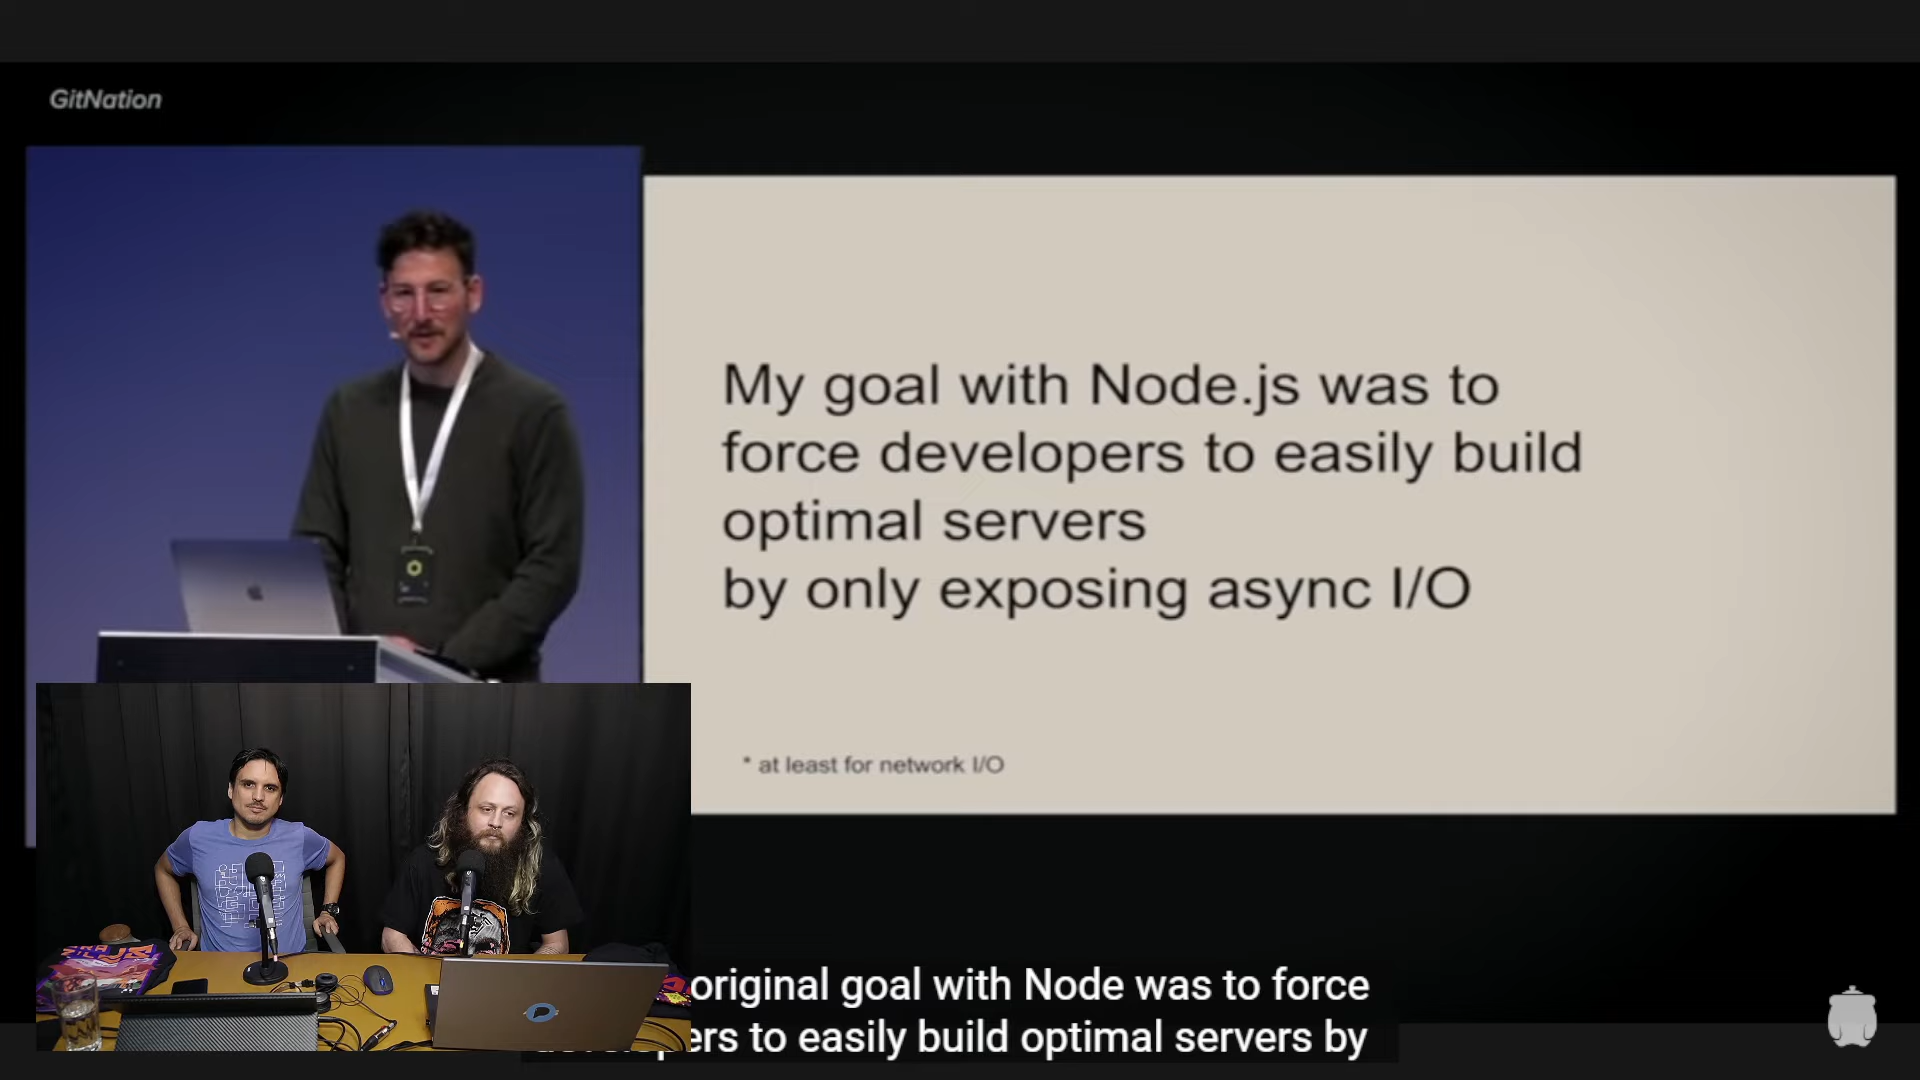 GitNation
My goal with Node.js was to
force developers to easily build
optimal servers
by only exposing async I/O
* at least for network I/O
original goal with Node was to force
to easily build optimal servers by